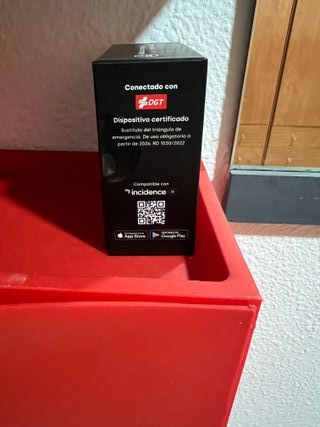 Conectado con
DGT
Dispositivo certificado
Sustituto del triángulo de
emergencia. De uso obligatorio a
partir de 2026. RD 1030/2022
Compatible con
incidence
App Store
Google Play